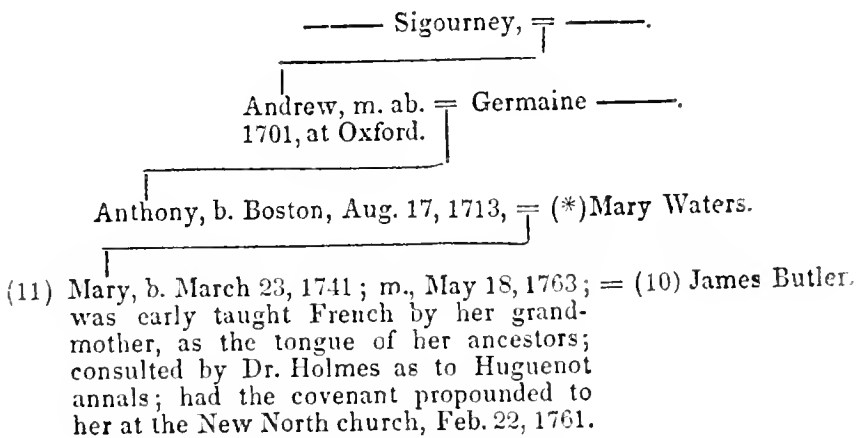 —— Sigourney, = ——.
Andrew, m. ab. = Germaine ——.
1701, at Oxford.
Anthony, b. Boston, Aug. 17, 1713, = (*)Mary Waters.
(11) Mary, b. March 23, 1741; m., May 18, 1763; = (10) James Butler.
was early taught French by her grand-
mother, as the tongue of her ancestors;
consulted by Dr. Holmes as to Huguenot
annals; had the covenant propounded to
her at the New North church, Feb. 22, 1761.